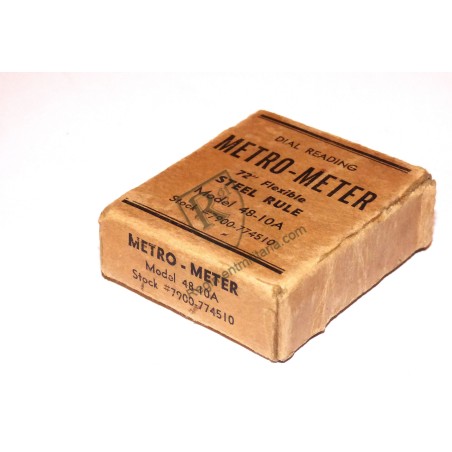 DIAL READING
METRO-METER
72" Flexible
STEEL RULE
Model 48-10A
Stock #7900-774510
METRO - METER
Model 48-10A
Stock #7900-774510